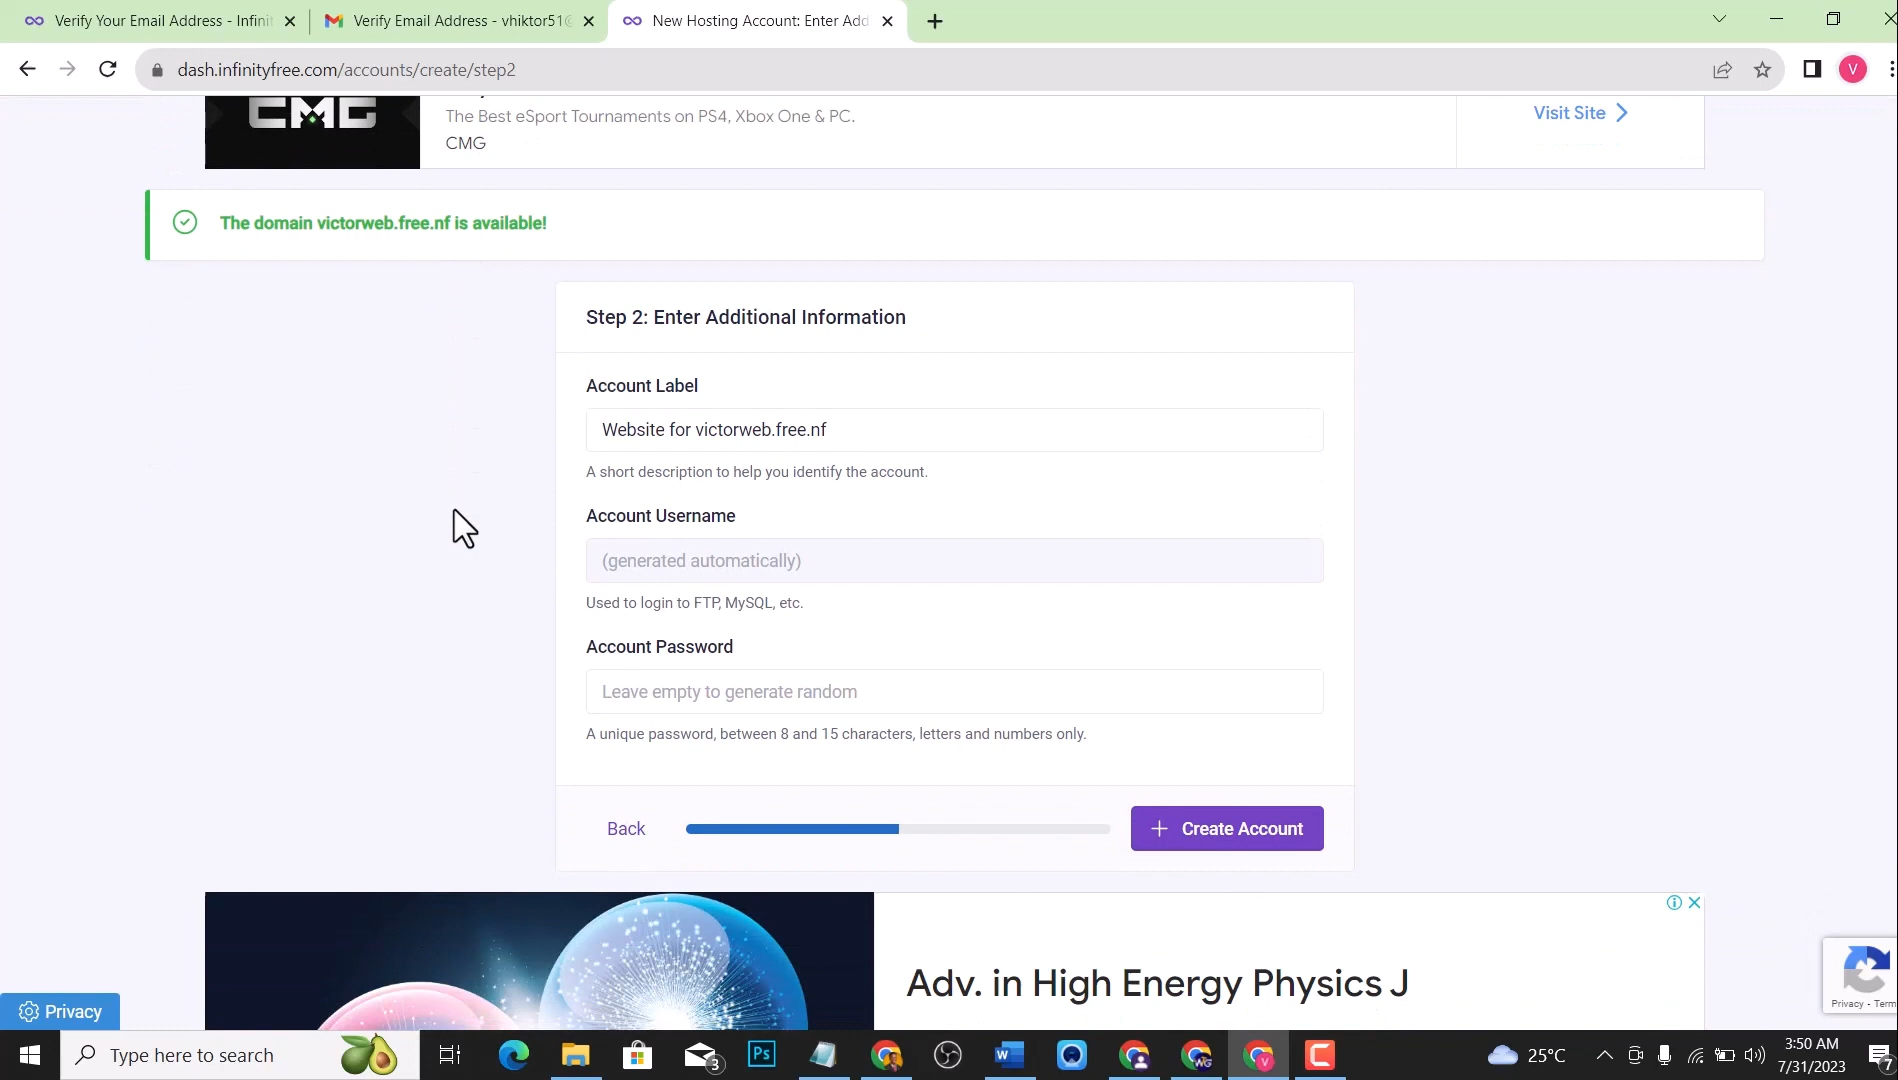 Verify Your Email Address - Infinit
Verify Email Address - vhiktor51@
New Hosting Account: Enter Add
dash.infinityfree.com/accounts/create/step2
V
CMG
The Best eSport Tournaments on PS4, Xbox One & PC.
CMG
Visit Site
The domain victorweb.free.nf is available!
Step 2: Enter Additional Information
Account Label
Website for victorweb.free.nf
A short description to help you identify the account.
Account Username
(generated automatically)
Used to login to FTP, MySQL, etc.
Account Password
Leave empty to generate random
A unique password, between 8 and 15 characters, letters and numbers only.
Back
Create Account
Adv. in High Energy Physics J
Privacy - Term
Privacy
Type here to search
3
Ps
W
WG
V
25°C
3:50 AM
7/31/2023
7